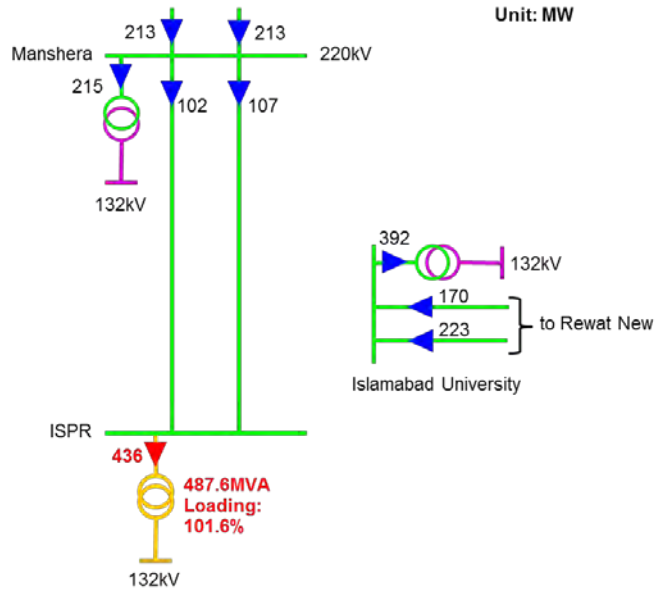 Unit: MW
213
213
Manshera
220kV
215
102
107
132kV
392
132kV
170
to Rewat New
223
Islamabad University
ISPR
436
487.6MVA
Loading:
101.6%
132kV